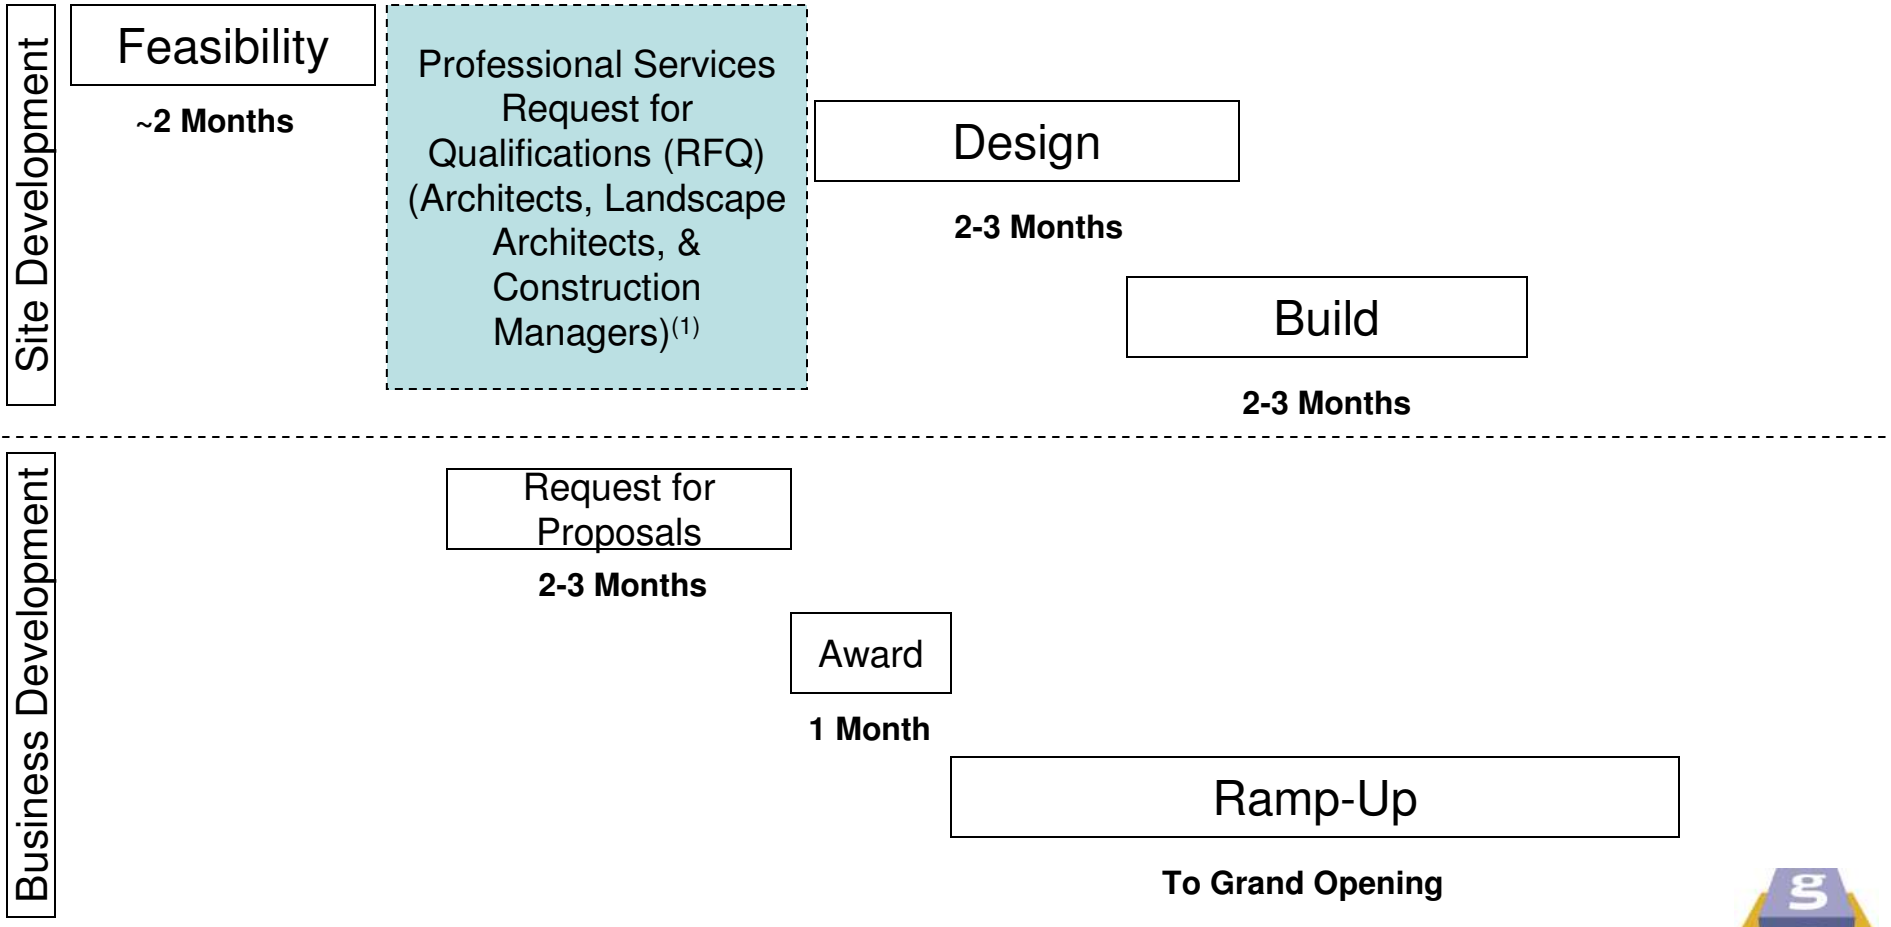 Site Development
Feasibility
~2 Months
Professional Services
Request for
Qualifications (RFQ)
(Architects, Landscape
Architects, &
Construction
Managers)(1)
Design
2-3 Months
Build
2-3 Months
Business Development
Request for
Proposals
2-3 Months
Award
1 Month
Ramp-Up
To Grand Opening
g